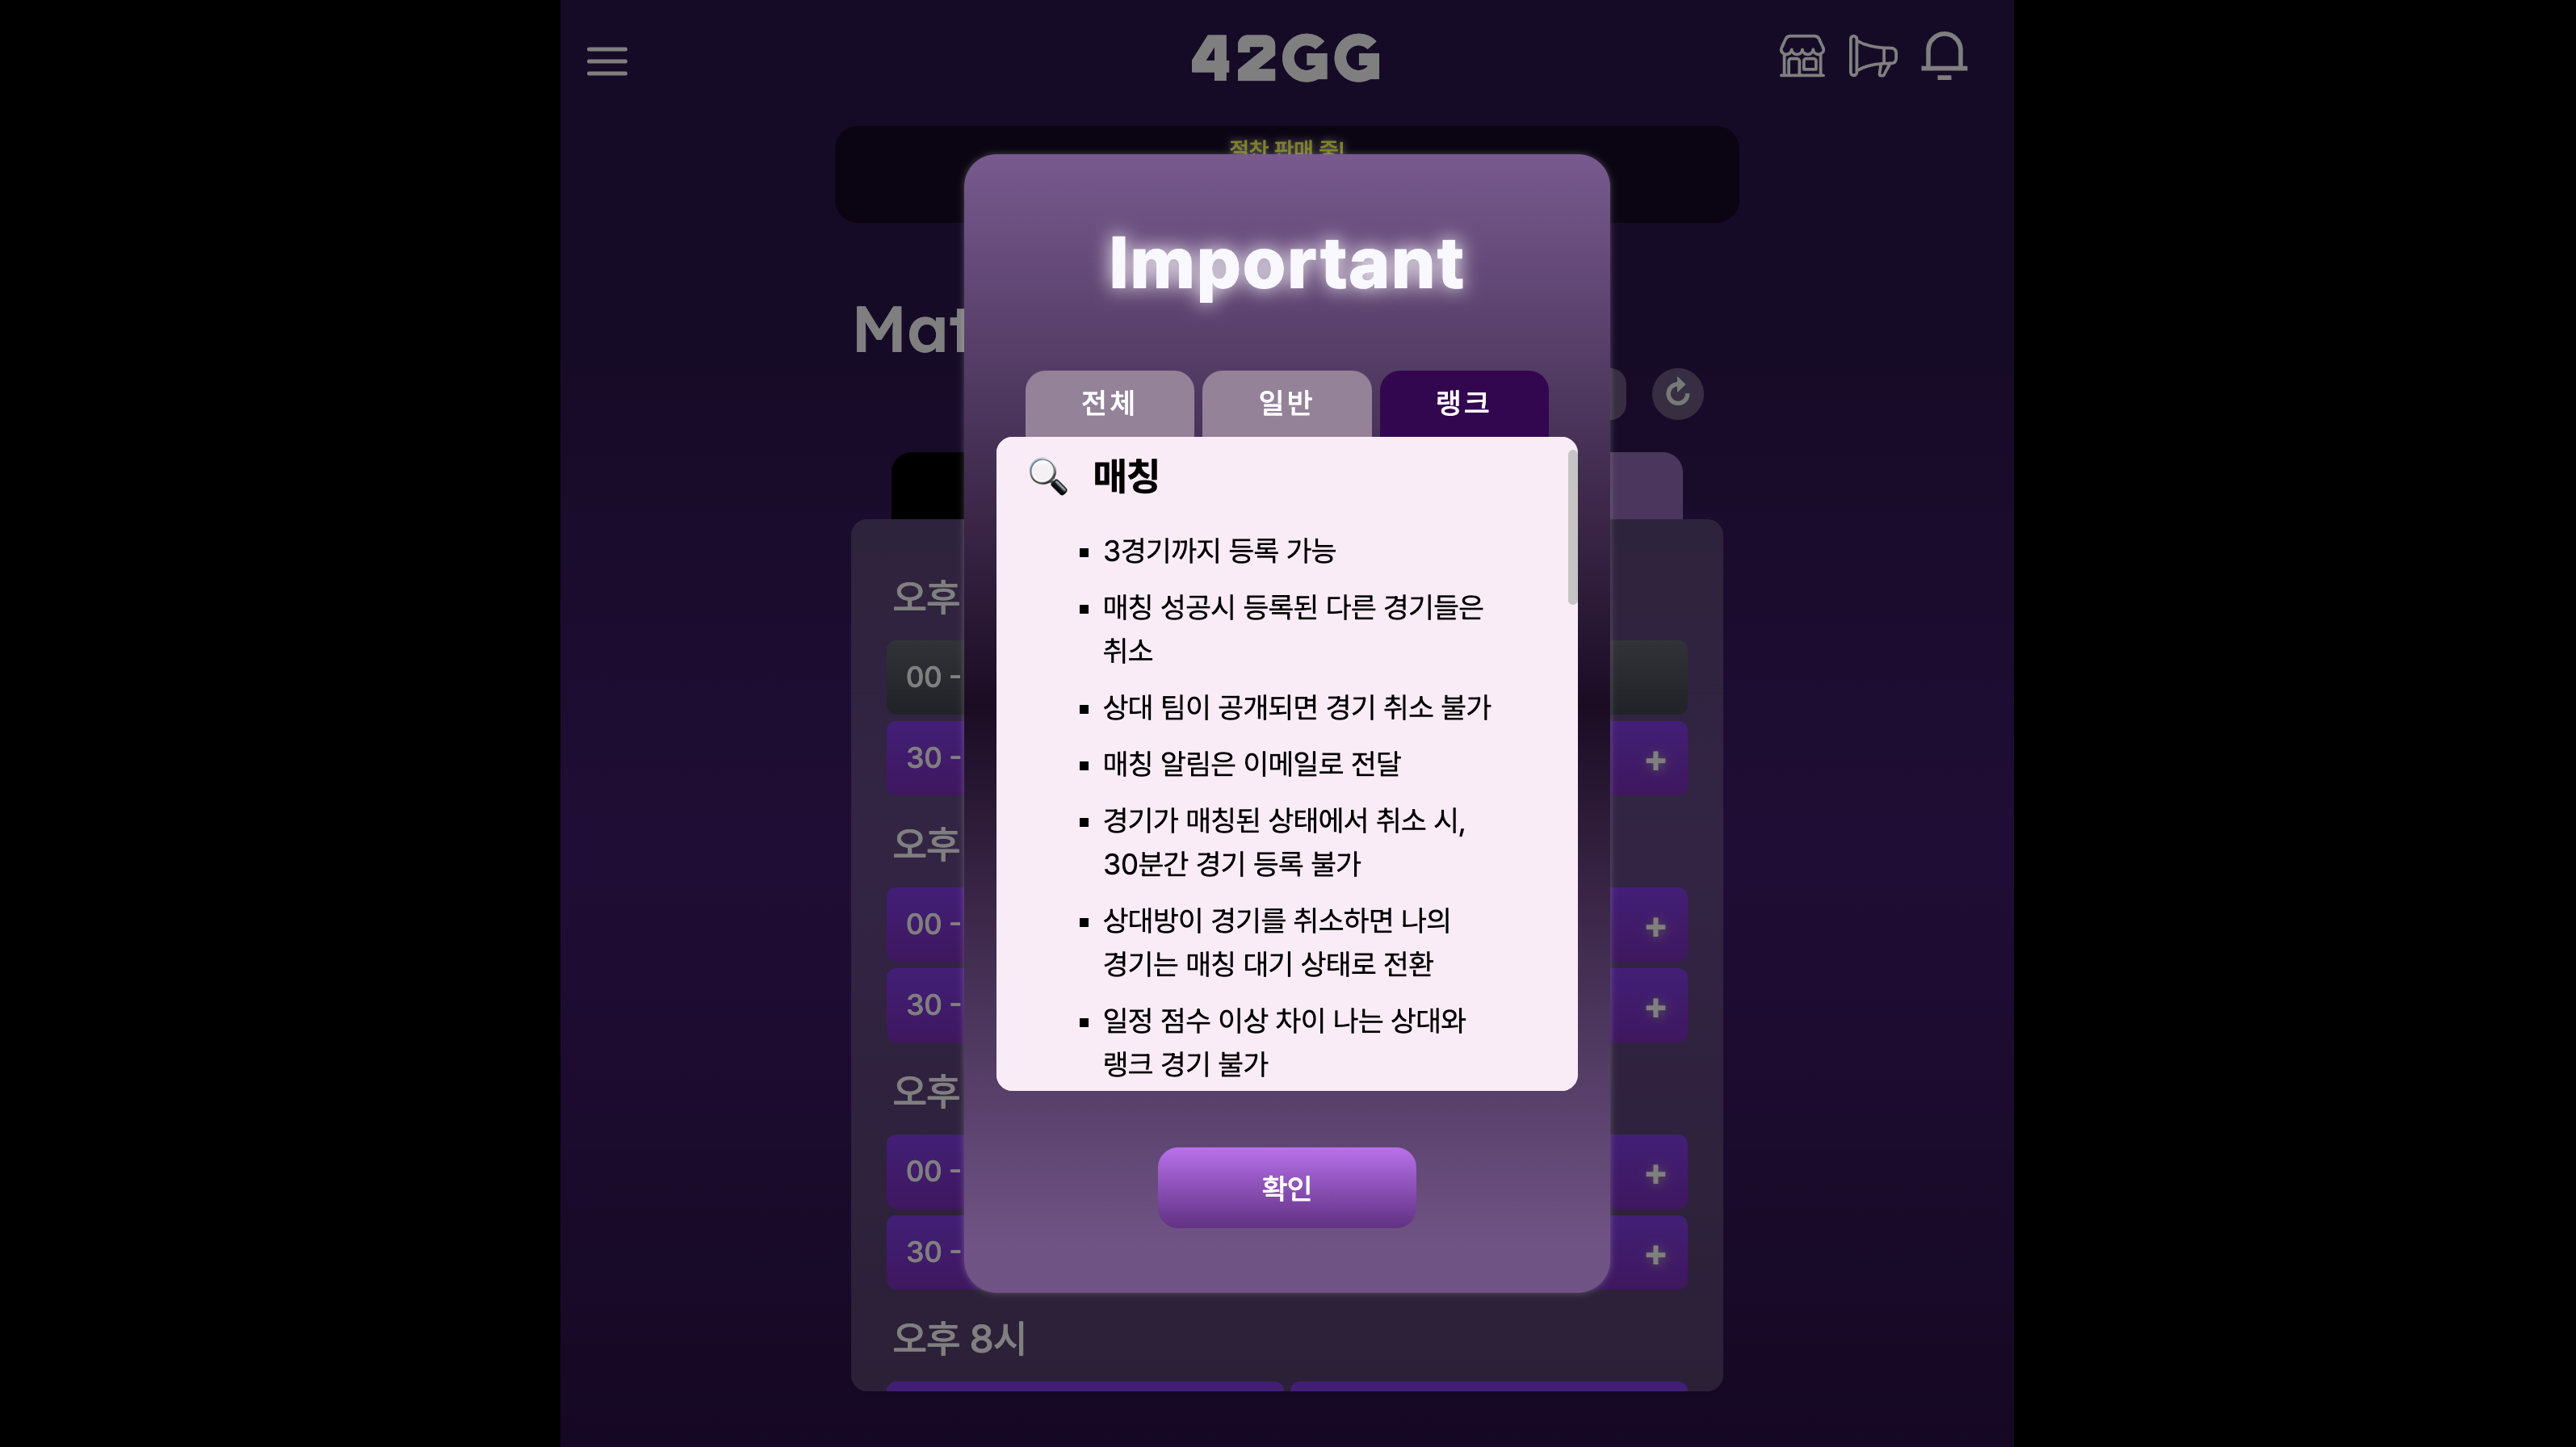 42GG
절찬 판매 중!
Important
전체
일반
랭크
매칭
3경기까지 등록 가능
매칭 성공시 등록된 다른 경기들은
취소
상대 팀이 공개되면 경기 취소 불가
매칭 알림은 이메일로 전달
경기가 매칭된 상태에서 취소 시,
30분간 경기 등록 불가
상대방이 경기를 취소하면 나의
경기는 매칭 대기 상태로 전환
일정 점수 이상 차이 나는 상대와
랭크 경기 불가
확인
오후
00 -
30 -
+
오후
00 -
+
30 -
+
오후
00 -
+
30 -
+
오후 8시